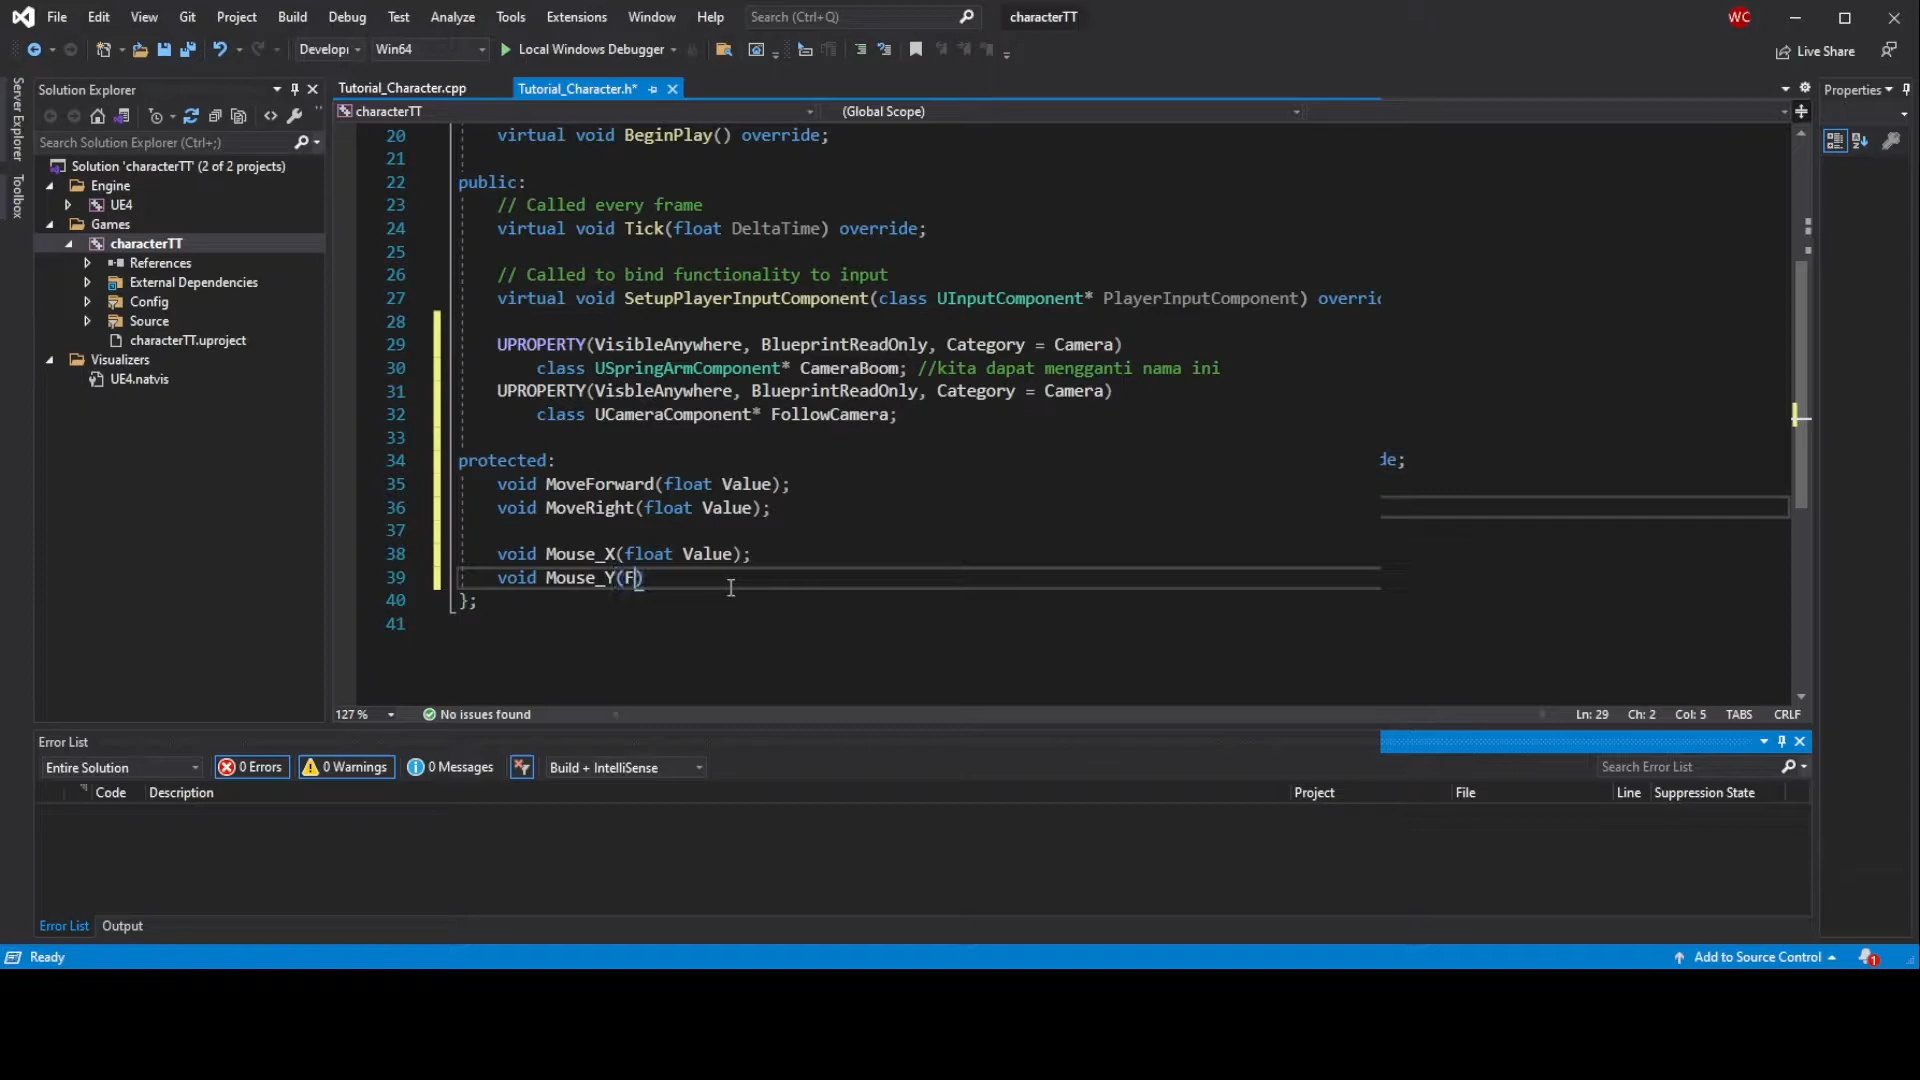 File Edit View Git Project Build Debug Test Analyze Tools Extensions Window Help Search (Ctrl+Q) characterTT WC
Develop Win64 Local Windows Debugger Live Share
Server Explorer
Toolbox
Solution Explorer
Search Solution Explorer (Ctrl+;)
Solution 'characterTT' (2 of 2 projects)
Engine
UE4
Games
characterTT
References
External Dependencies
Config
Source
characterTT.uproject
Visualizers
UE4.natvis
Tutorial_Character.cpp Tutorial_Character.h*
characterTT (Global Scope)
20 virtual void BeginPlay() override;
21
22 public:
23 // Called every frame
24 virtual void Tick(float DeltaTime) override;
25
26 // Called to bind functionality to input
27 virtual void SetupPlayerInputComponent(class UInputComponent* PlayerInputComponent) overric
28
29 UPROPERTY(VisibleAnywhere, BlueprintReadOnly, Category = Camera)
30 class USpringArmComponent* CameraBoom; //kita dapat mengganti nama ini
31 UPROPERTY(VisbleAnywhere, BlueprintReadOnly, Category = Camera)
32 class UCameraComponent* FollowCamera;
33
34 protected: de;
35 void MoveForward(float Value);
36 void MoveRight(float Value);
37
38 void Mouse_X(float Value);
39 void Mouse_Y(F)
40 };
41
127 % No issues found Ln: 29 Ch: 2 Col: 5 TABS CRLF
Properties
Error List
Entire Solution 0 Errors 0 Warnings 0 Messages Build + IntelliSense Search Error List
Code Description Project File Line Suppression State
Error List Output
Ready Add to Source Control 1